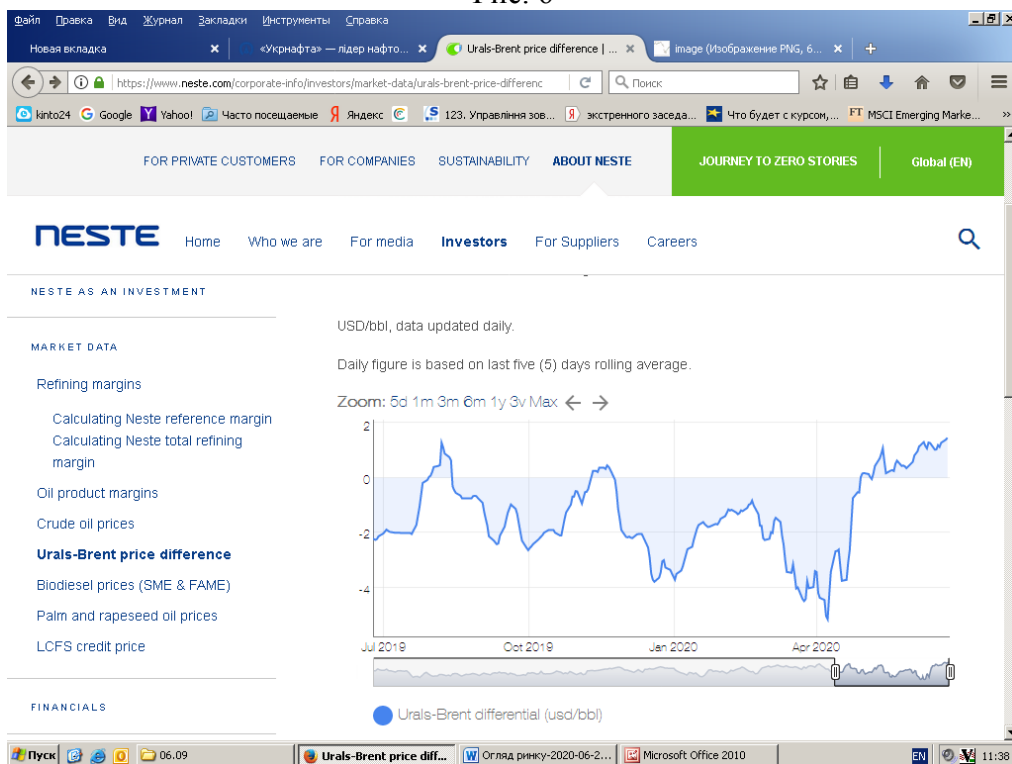 Рис. 6
Файл Правка Вид Журнал Закладки Инструменты Справка
Новая вкладка «Укрнафта» — лідер нафто... Urals-Brent price difference | ... image (Изображение PNG, 6...
https://www.neste.com/corporate-info/investors/market-data/urals-brent-price-differenc Поиск
kinto24 Google Yahoo! Часто посещаемые Яндекс 123. Управління зов... экстренного заседа... Что будет с курсом,... FT MSCI Emerging Marke... »
FOR PRIVATE CUSTOMERS FOR COMPANIES SUSTAINABILITY ABOUT NESTE JOURNEY TO ZERO STORIES Global (EN)
NESTE Home Who we are For media Investors For Suppliers Careers
NESTE AS AN INVESTMENT
USD/bbl, data updated daily.
MARKET DATA
Daily figure is based on last five (5) days rolling average.
Refining margins
Zoom: 5d 1m 3m 6m 1y 3y Max
Calculating Neste reference margin
Calculating Neste total refining
margin
Oil product margins
Crude oil prices
Urals-Brent price difference
Biodiesel prices (SME & FAME)
Palm and rapeseed oil prices
LCFS credit price
2
0
-2
-4
Jul 2019 Oct 2019 Jan 2020 Apr 2020
FINANCIALS
Urals-Brent differential (usd/bbl)
Пуск 06.09 Urals-Brent price diff... Огляд ринку-2020-06-2... Microsoft Office 2010 EN 11:38